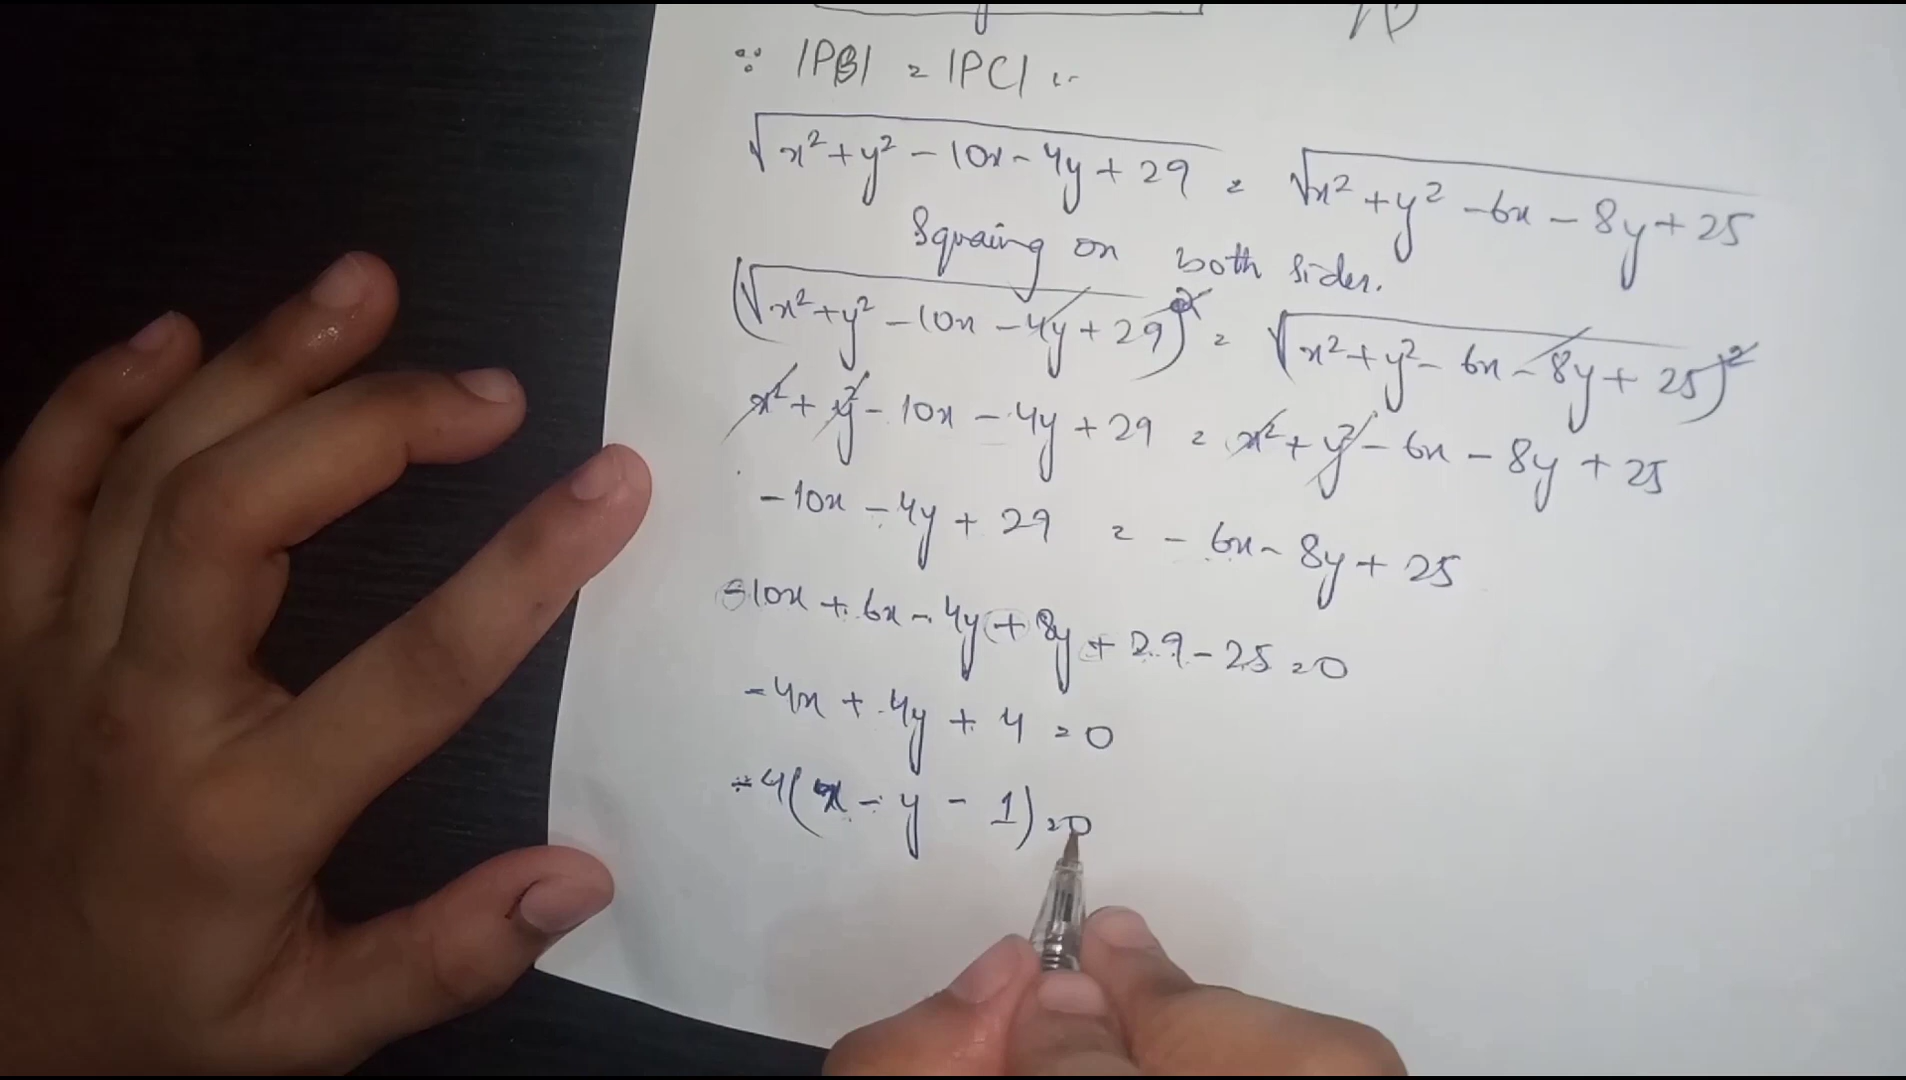 ∵ |PB| = |PC| ∴
√x²+y²-10x-4y+29 = √x²+y²-6x-8y+25
Squaing on both sides.
(√x²+y²-10x-4y+29)² = √x²+y²-6x-8y+25)²
x²+y²-10x-4y+29 = x²+y²-6x-8y+25
-10x-4y+29 = -6x-8y+25
-10x+6x-4y+8y+29-25=0
-4x+4y+4=0
-4(x-y-1)=0